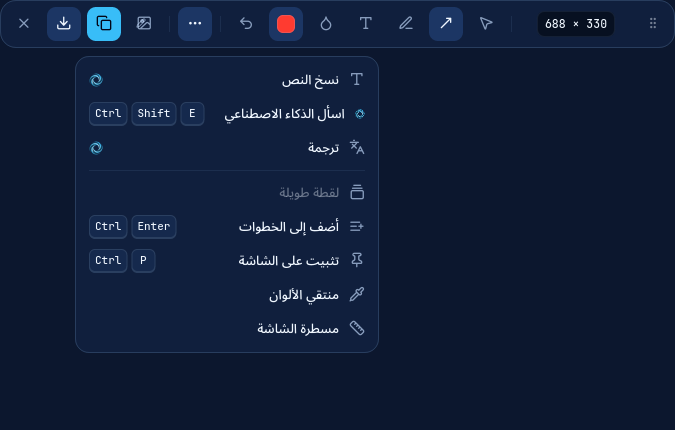 688 × 330
نسخ النص
اسأل الذكاء الاصطناعي Ctrl Shift E
ترجمة
لقطة طويلة
أضف إلى الخطوات Ctrl Enter
تثبيت على الشاشة Ctrl P
منتقي الألوان
مسطرة الشاشة